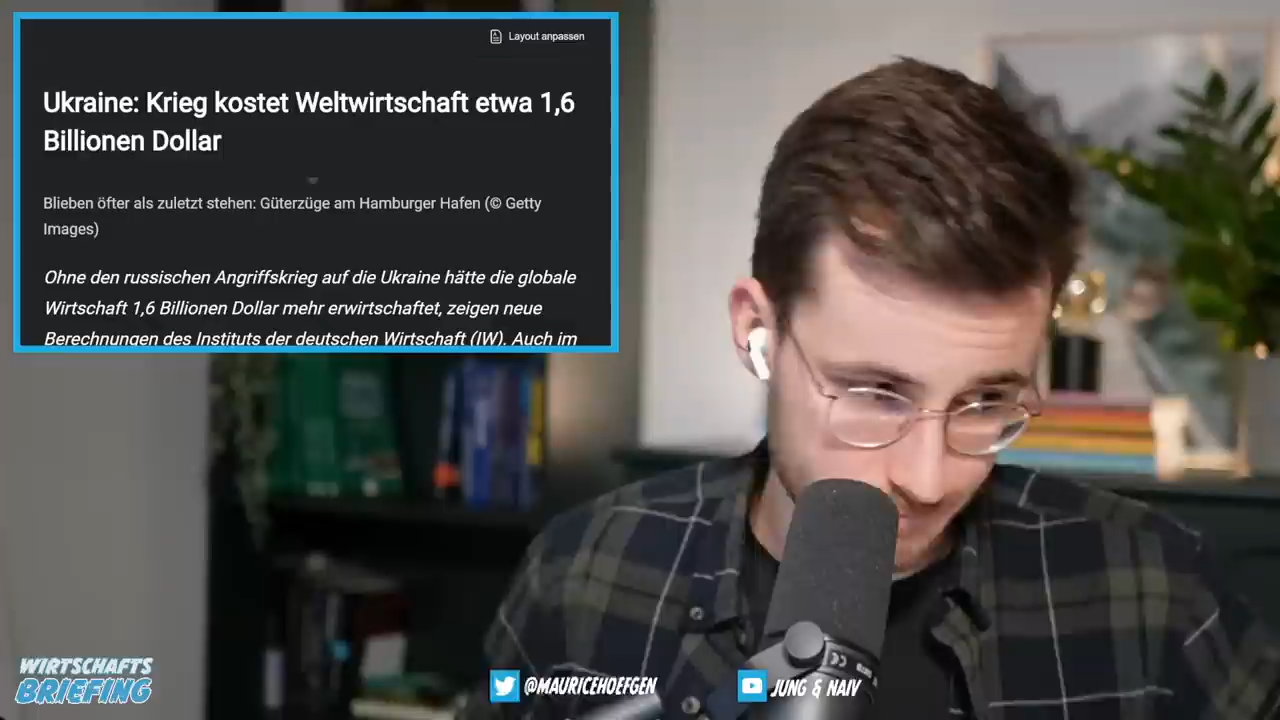 Layout anpassen
Ukraine: Krieg kostet Weltwirtschaft etwa 1,6
Billionen Dollar
Blieben öfter als zuletzt stehen: Güterzüge am Hamburger Hafen (© Getty
Images)
Ohne den russischen Angriffskrieg auf die Ukraine hätte die globale
Wirtschaft 1,6 Billionen Dollar mehr erwirtschaftet, zeigen neue
Berechnungen des Instituts der deutschen Wirtschaft (IW). Auch im
WIRTSCHAFTS
BRIEFING
@MAURICEHOEFGEN
JUNG & NAIV